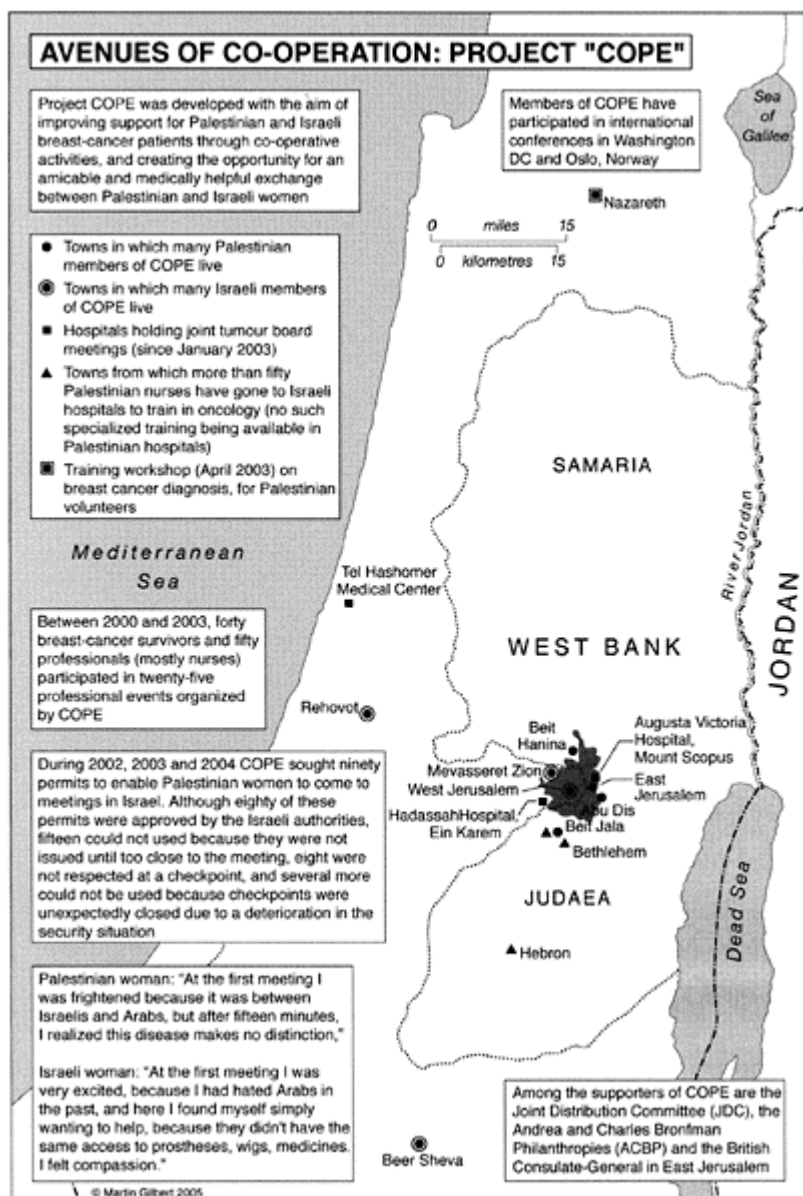 AVENUES OF CO-OPERATION: PROJECT "COPE"
Project COPE was developed with the aim of
improving support for Palestinian and Israeli
breast-cancer patients through co-operative
activities, and creating the opportunity for an
amicable and medically helpful exchange
between Palestinian and Israeli women
Members of COPE have
participated in international
conferences in Washington
DC and Oslo, Norway
Sea
of
Galilee
Nazareth
0 miles 15
0 kilometres 15
Towns in which many Palestinian
members of COPE live
Towns in which many Israeli members
of COPE live
Hospitals holding joint tumour board
meetings (since January 2003)
Towns from which more than fifty
Palestinian nurses have gone to Israeli
hospitals to train in oncology (no such
specialized training being available in
Palestinian hospitals)
Training workshop (April 2003) on
breast cancer diagnosis, for Palestinian
volunteers
SAMARIA
Mediterranean
Sea
Tel Hashomer
Medical Center
River Jordan
JORDAN
WEST BANK
Between 2000 and 2003, forty
breast-cancer survivors and fifty
professionals (mostly nurses)
participated in twenty-five
professional events organized
by COPE
Rehovot
Beit
Hanina
Augusta Victoria
Hospital,
Mount Scopus
Mevasseret Zion
West Jerusalem
East
Jerusalem
HadassahHospital,
Ein Karem
Abu Dis
Beit Jala
Bethlehem
During 2002, 2003 and 2004 COPE sought ninety
permits to enable Palestinian women to come to
meetings in Israel. Although eighty of these
permits were approved by the Israeli authorities,
fifteen could not used because they were not
issued until too close to the meeting, eight were
not respected at a checkpoint, and several more
could not be used because checkpoints were
unexpectedly closed due to a deterioration in the
security situation
JUDAEA
Hebron
Dead Sea
Palestinian woman: "At the first meeting I
was frightened because it was between
Israelis and Arabs, but after fifteen minutes,
I realized this disease makes no distinction,"
Israeli woman: "At the first meeting I was
very excited, because I had hated Arabs in
the past, and here I found myself simply
wanting to help, because they didn't have the
same access to prostheses, wigs, medicines.
I felt compassion."
Beer Sheva
Among the supporters of COPE are the
Joint Distribution Committee (JDC), the
Andrea and Charles Bronfman
Philanthropies (ACBP) and the British
Consulate-General in East Jerusalem
© Martin Gilbert 2005